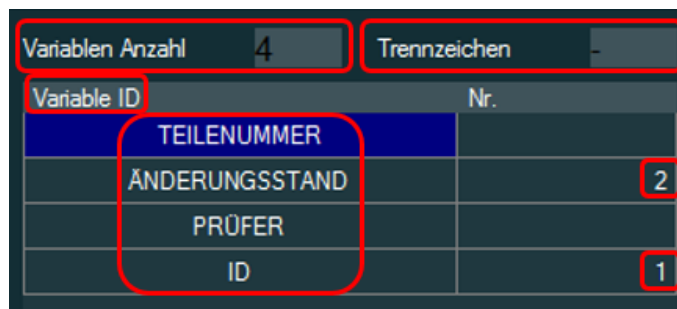 Variablen Anzahl 4 Trennzeichen -
Variable ID Nr.
TEILENUMMER
ÄNDERUNGSSTAND 2
PRÜFER
ID 1